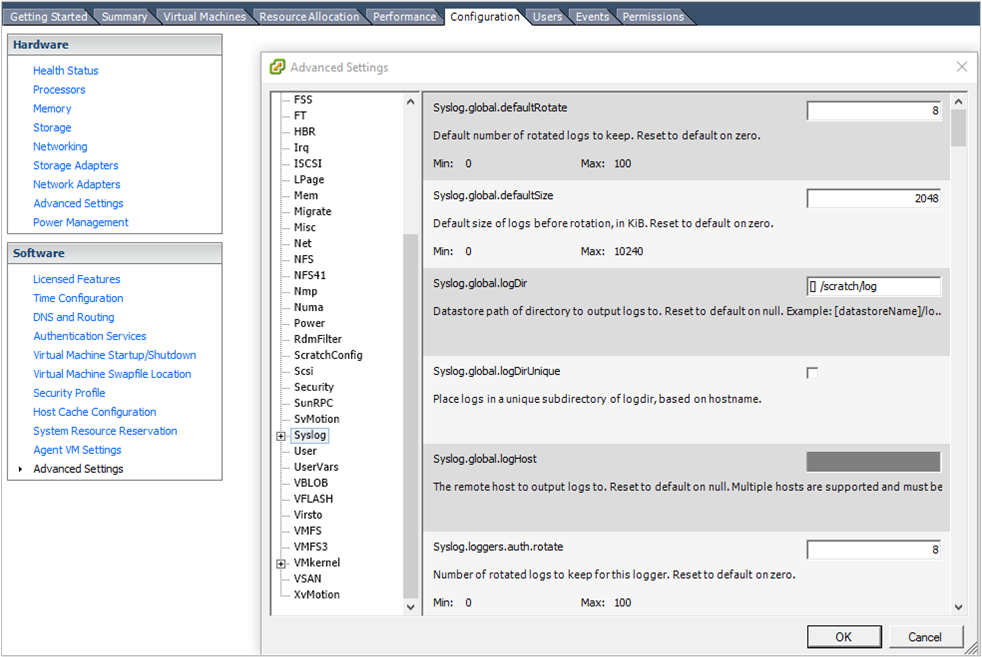 Getting Started Summary Virtual Machines Resource Allocation Performance Configuration Users Events Permissions
Hardware
Health Status
Processors
Memory
Storage
Networking
Storage Adapters
Network Adapters
Advanced Settings
Power Management
Software
Licensed Features
Time Configuration
DNS and Routing
Authentication Services
Virtual Machine Startup/Shutdown
Virtual Machine Swapfile Location
Security Profile
Host Cache Configuration
System Resource Reservation
Agent VM Settings
Advanced Settings
Advanced Settings
FSS
FT
HBR
Irq
ISCSI
LPage
Mem
Migrate
Misc
Net
NFS
NFS41
Nmp
Numa
Power
RdmFilter
ScratchConfig
Scsi
Security
SunRPC
SvMotion
Syslog
User
UserVars
VBLOB
VFLASH
Virsto
VMFS
VMFS3
VMkernel
VSAN
XvMotion
Syslog.global.defaultRotate 8
Default number of rotated logs to keep. Reset to default on zero.
Min: 0 Max: 100
Syslog.global.defaultSize 2048
Default size of logs before rotation, in KiB. Reset to default on zero.
Min: 0 Max: 10240
Syslog.global.logDir [] /scratch/log
Datastore path of directory to output logs to. Reset to default on null. Example: [datastoreName]/lo..
Syslog.global.logDirUnique
Place logs in a unique subdirectory of logdir, based on hostname.
Syslog.global.logHost
The remote host to output logs to. Reset to default on null. Multiple hosts are supported and must be
Syslog.loggers.auth.rotate 8
Number of rotated logs to keep for this logger. Reset to default on zero.
Min: 0 Max: 100
OK Cancel